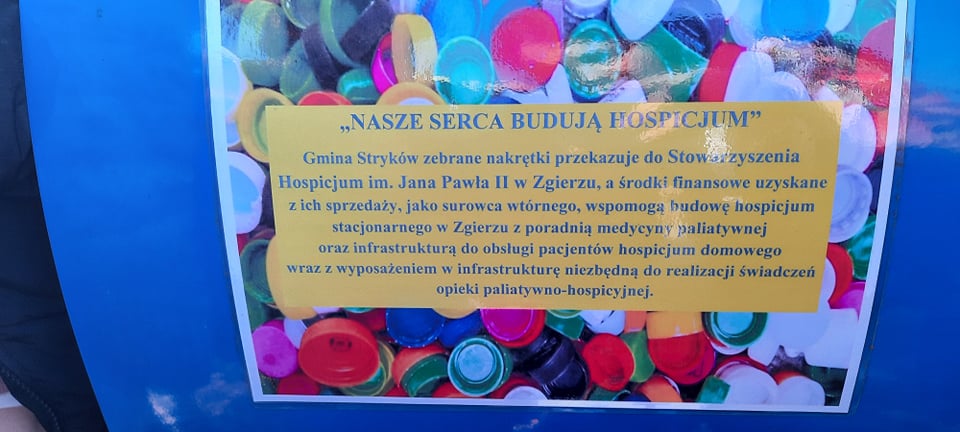 „NASZE SERCA BUDUJĄ HOSPICJUM”
Gmina Stryków zebrane nakrętki przekazuje do Stowarzyszenia
Hospicjum im. Jana Pawła II w Zgierzu, a środki finansowe uzyskane
z ich sprzedaży, jako surowca wtórnego, wspomogą budowę hospicjum
stacjonarnego w Zgierzu z poradnią medycyny paliatywnej
oraz infrastrukturą do obsługi pacjentów hospicjum domowego
wraz z wyposażeniem w infrastrukturę niezbędną do realizacji świadczeń
opieki paliatywno-hospicyjnej.